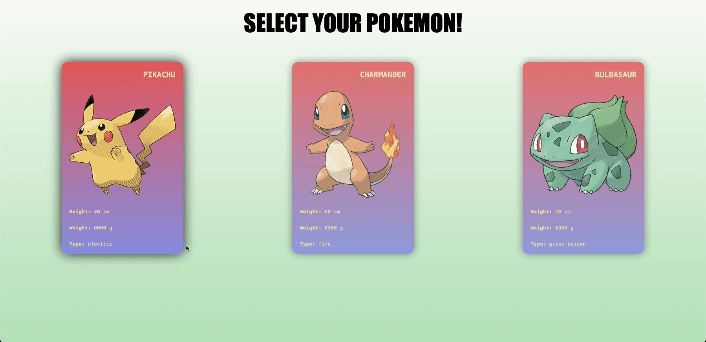 SELECT YOUR POKEMON!
PIKACHU
Height: 40 cm
Weight: 6000 g
Type: electric
CHARMANDER
Height: 60 cm
Weight: 8500 g
Type: fire
BULBASAUR
Height: 70 cm
Weight: 6900 g
Type: grass poison